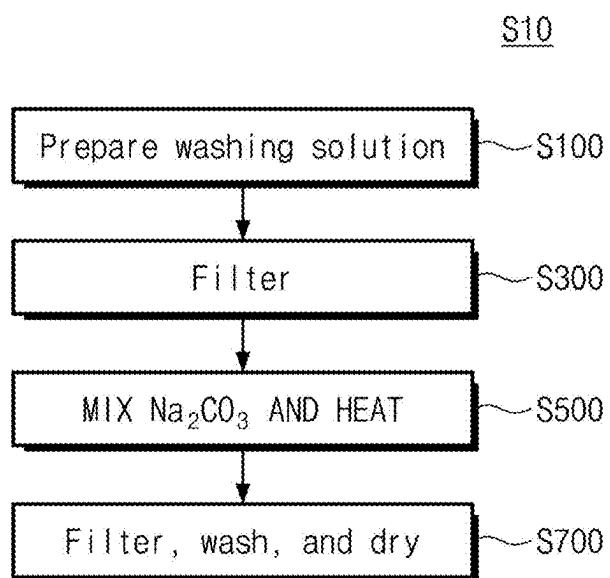 S10
Prepare washing solution
S100
Filter
S300
MIX Na₂CO₃ AND HEAT
S500
Filter, wash, and dry
S700